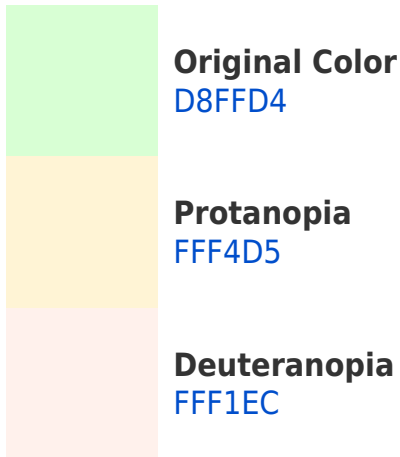 Original Color
D8FFD4
Protanopia
FFF4D5
Deuteranopia
FFF1EC